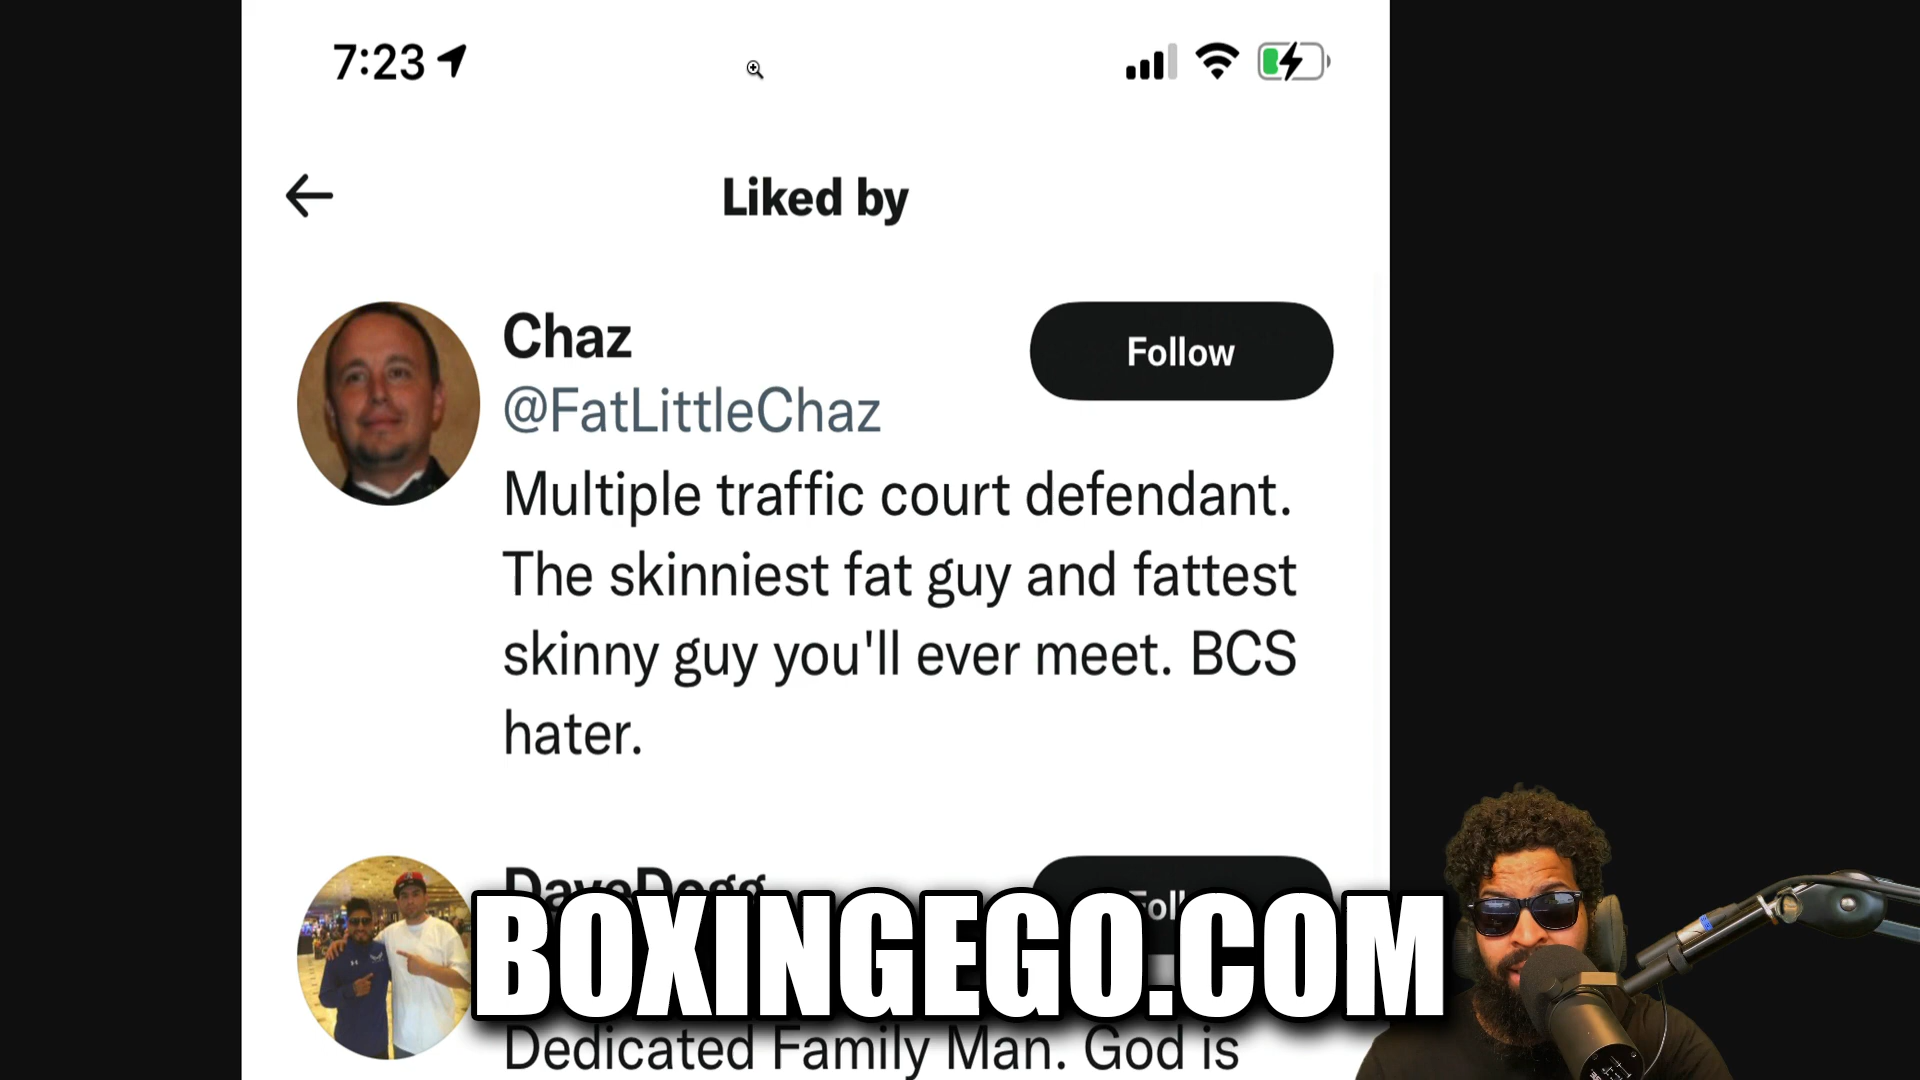 7:23
Liked by
Chaz
Follow
@FatLittleChaz
Multiple traffic court defendant.
The skinniest fat guy and fattest
skinny guy you'll ever meet. BCS
hater.
DaveDogg
BOXINGEGO.COM
Dedicated Family Man. God is